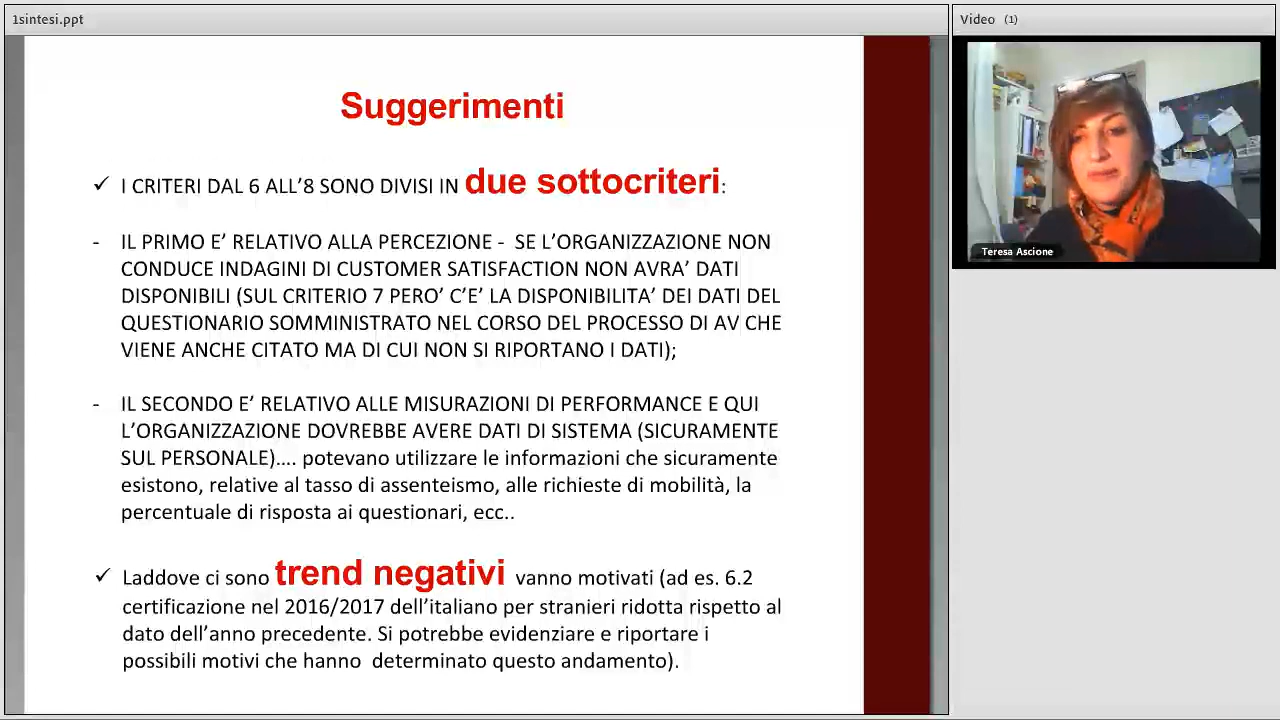 1sintesi.ppt
Video (1)
Suggerimenti
✓ I CRITERI DAL 6 ALL'8 SONO DIVISI IN due sottocriteri:
- IL PRIMO E' RELATIVO ALLA PERCEZIONE - SE L'ORGANIZZAZIONE NON
CONDUCE INDAGINI DI CUSTOMER SATISFACTION NON AVRA' DATI
DISPONIBILI (SUL CRITERIO 7 PERO' C'E' LA DISPONIBILITA' DEI DATI DEL
QUESTIONARIO SOMMINISTRATO NEL CORSO DEL PROCESSO DI AV CHE
VIENE ANCHE CITATO MA DI CUI NON SI RIPORTANO I DATI);
- IL SECONDO E' RELATIVO ALLE MISURAZIONI DI PERFORMANCE E QUI
L'ORGANIZZAZIONE DOVREBBE AVERE DATI DI SISTEMA (SICURAMENTE
SUL PERSONALE)…. potevano utilizzare le informazioni che sicuramente
esistono, relative al tasso di assenteismo, alle richieste di mobilità, la
percentuale di risposta ai questionari, ecc..
✓ Laddove ci sono trend negativi vanno motivati (ad es. 6.2
certificazione nel 2016/2017 dell'italiano per stranieri ridotta rispetto al
dato dell'anno precedente. Si potrebbe evidenziare e riportare i
possibili motivi che hanno determinato questo andamento).
Teresa Ascione